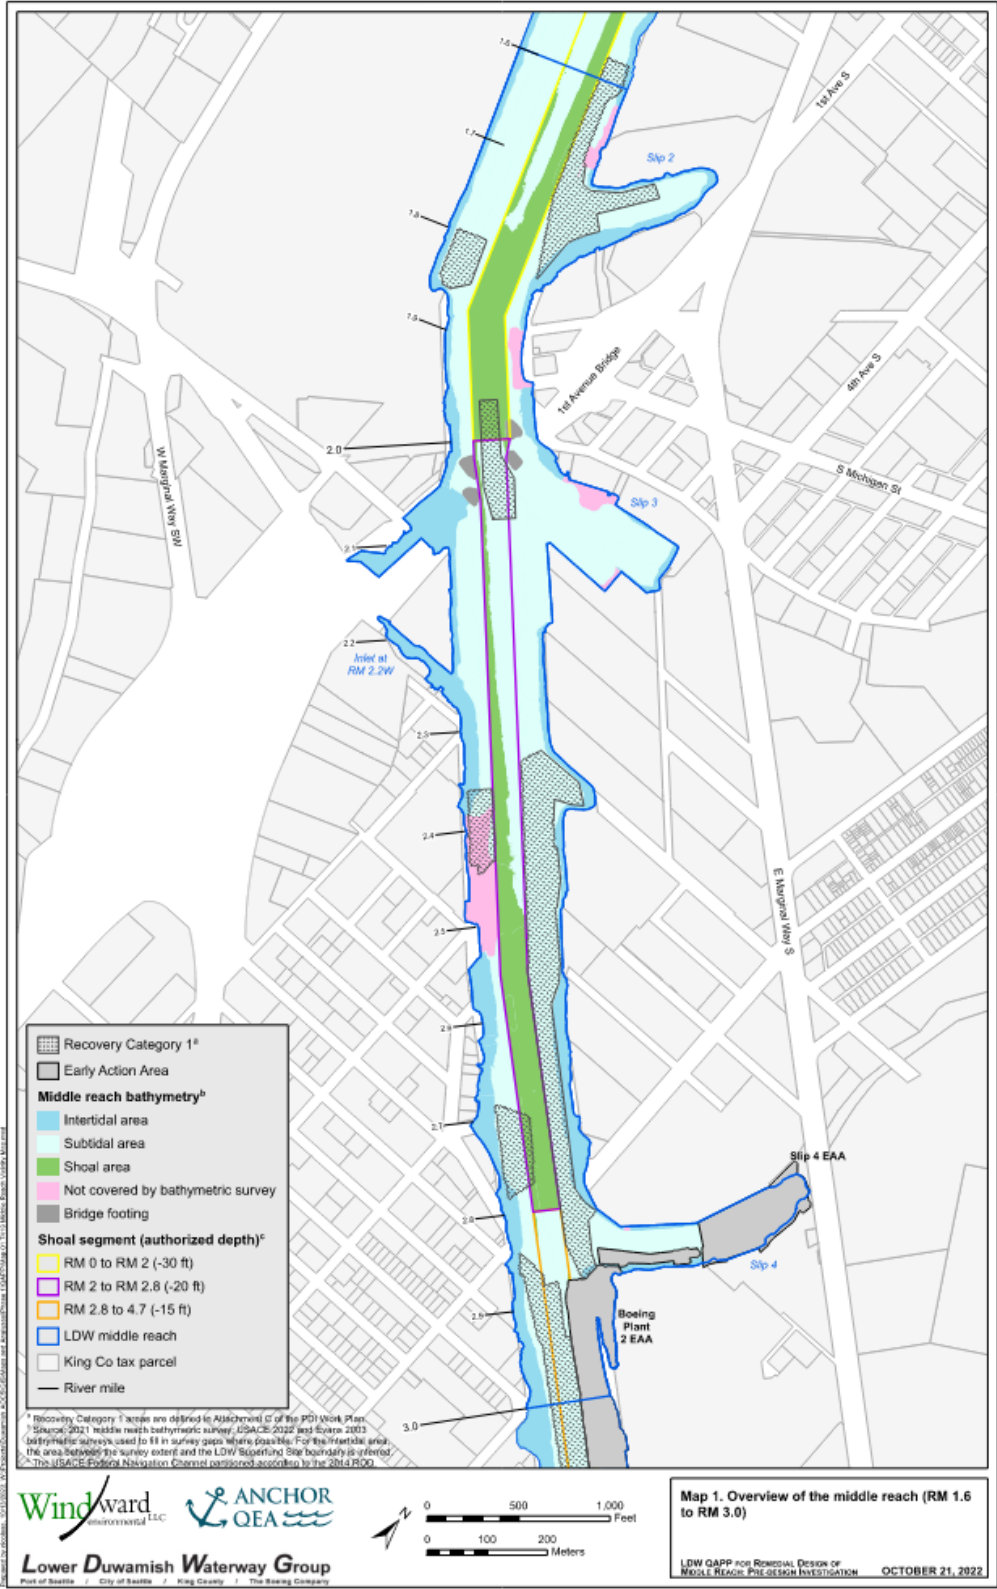 1.6
1st Ave S
1.7
Slip 2
1.8
1.9
1st Avenue Bridge
4th Ave S
2.0
W Marginal Way SW
S Michigan St
Slip 3
2.1
2.2
Inlet at
RM 2.2W
2.3
2.4
E Marginal Way S
2.5
2.6
2.7
Slip 4 EAA
2.8
Slip 4
2.9
Boeing
Plant
2 EAA
3.0
Recovery Category 1ª
Early Action Area
Middle reach bathymetryᵇ
Intertidal area
Subtidal area
Shoal area
Not covered by bathymetric survey
Bridge footing
Shoal segment (authorized depth)ᶜ
RM 0 to RM 2 (-30 ft)
RM 2 to RM 2.8 (-20 ft)
RM 2.8 to 4.7 (-15 ft)
LDW middle reach
King Co tax parcel
River mile
ª Recovery Category 1 areas are defined in Attachment C of the PDI Work Plan.
ᵇ Source: 2021 middle reach bathymetric survey; USACE 2022 and Evans 2003
bathymetric surveys used to fill in survey gaps where possible. For the intertidal area,
the area between the survey extent and the LDW Superfund Site boundary is inferred.
ᶜ The USACE Federal Navigation Channel partitioned according to the 2014 ROD.
Windward
environmental LLC
ANCHOR
QEA
Lower Duwamish Waterway Group
Port of Seattle / City of Seattle / King County / The Boeing Company
N
0 500 1,000
Feet
0 100 200
Meters
Map 1. Overview of the middle reach (RM 1.6
to RM 3.0)
LDW QAPP FOR REMEDIAL DESIGN OF
MIDDLE REACH: PRE-DESIGN INVESTIGATION
OCTOBER 21, 2022